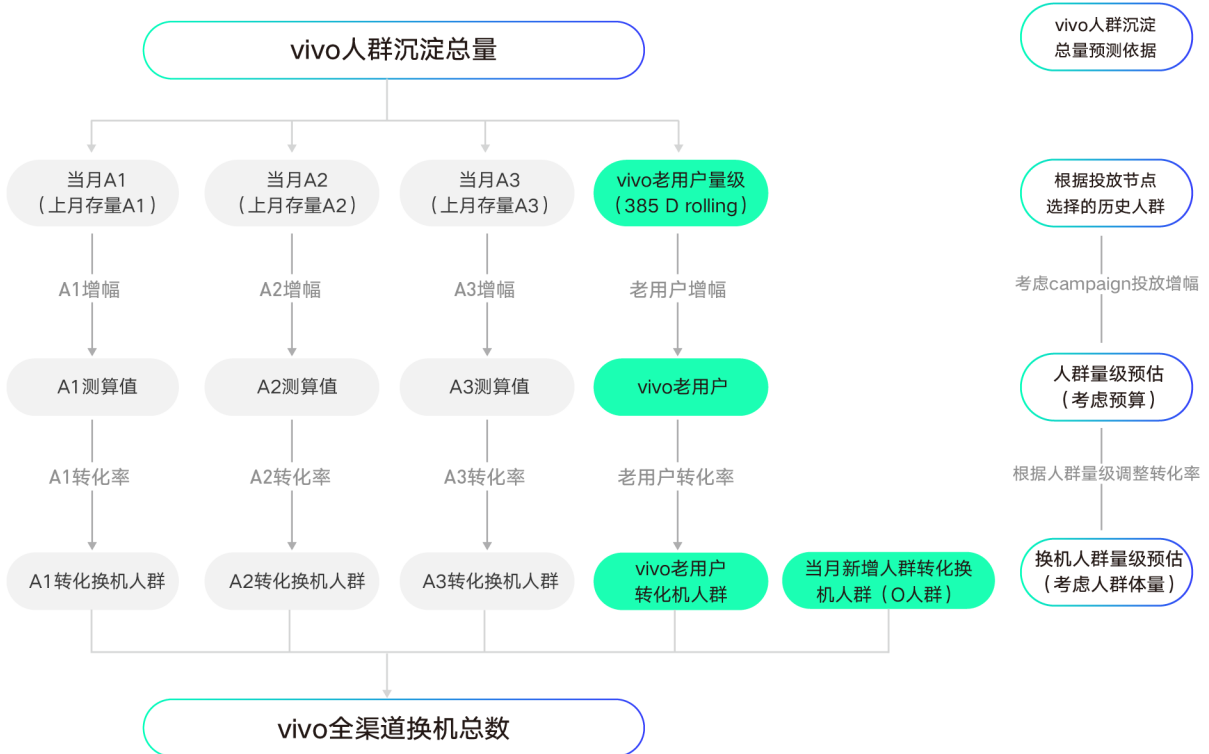 vivo人群沉淀总量
vivo人群沉淀
总量预测依据
当月A1
（上月存量A1）
当月A2
（上月存量A2）
当月A3
（上月存量A3）
vivo老用户量级
（385 D rolling）
根据投放节点
选择的历史人群
A1增幅
A2增幅
A3增幅
老用户增幅
考虑campaign投放增幅
A1测算值
A2测算值
A3测算值
vivo老用户
人群量级预估
（考虑预算）
A1转化率
A2转化率
A3转化率
老用户转化率
根据人群量级调整转化率
A1转化换机人群
A2转化换机人群
A3转化换机人群
vivo老用户
转化机人群
当月新增人群转化换
机人群（O人群）
换机人群量级预估
（考虑人群体量）
vivo全渠道换机总数